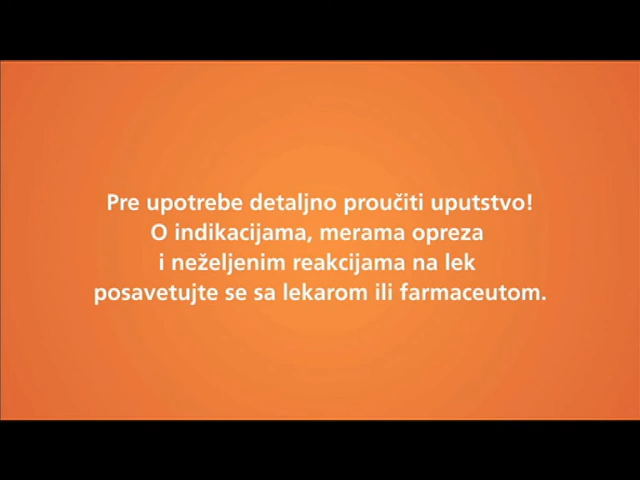 Pre upotrebe detaljno proučiti uputstvo!
O indikacijama, merama opreza
i neželjenim reakcijama na lek
posavetujte se sa lekarom ili farmaceutom.